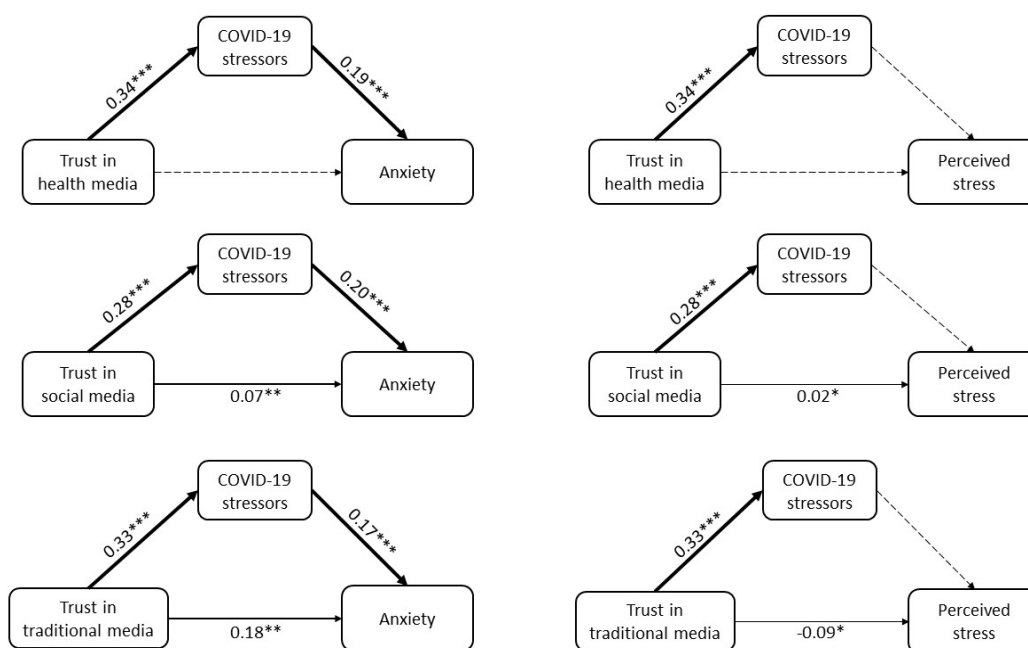 COVID-19
stressors
0.34***
0.19***
Trust in
health media
Anxiety
COVID-19
stressors
0.34***
Trust in
health media
Perceived
stress
COVID-19
stressors
0.28***
0.20***
Trust in
social media
0.07**
Anxiety
COVID-19
stressors
0.28***
Trust in
social media
0.02*
Perceived
stress
COVID-19
stressors
0.33***
0.17***
Trust in
traditional media
0.18**
Anxiety
COVID-19
stressors
0.33***
Trust in
traditional media
-0.09*
Perceived
stress